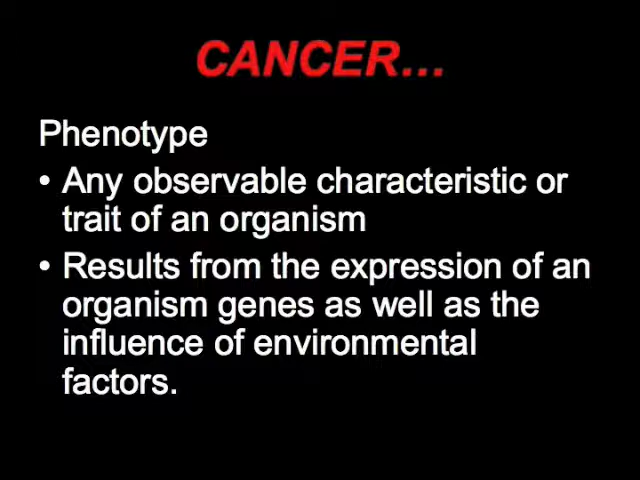 CANCER...
Phenotype
• Any observable characteristic or
trait of an organism
• Results from the expression of an
organism genes as well as the
influence of environmental
factors.